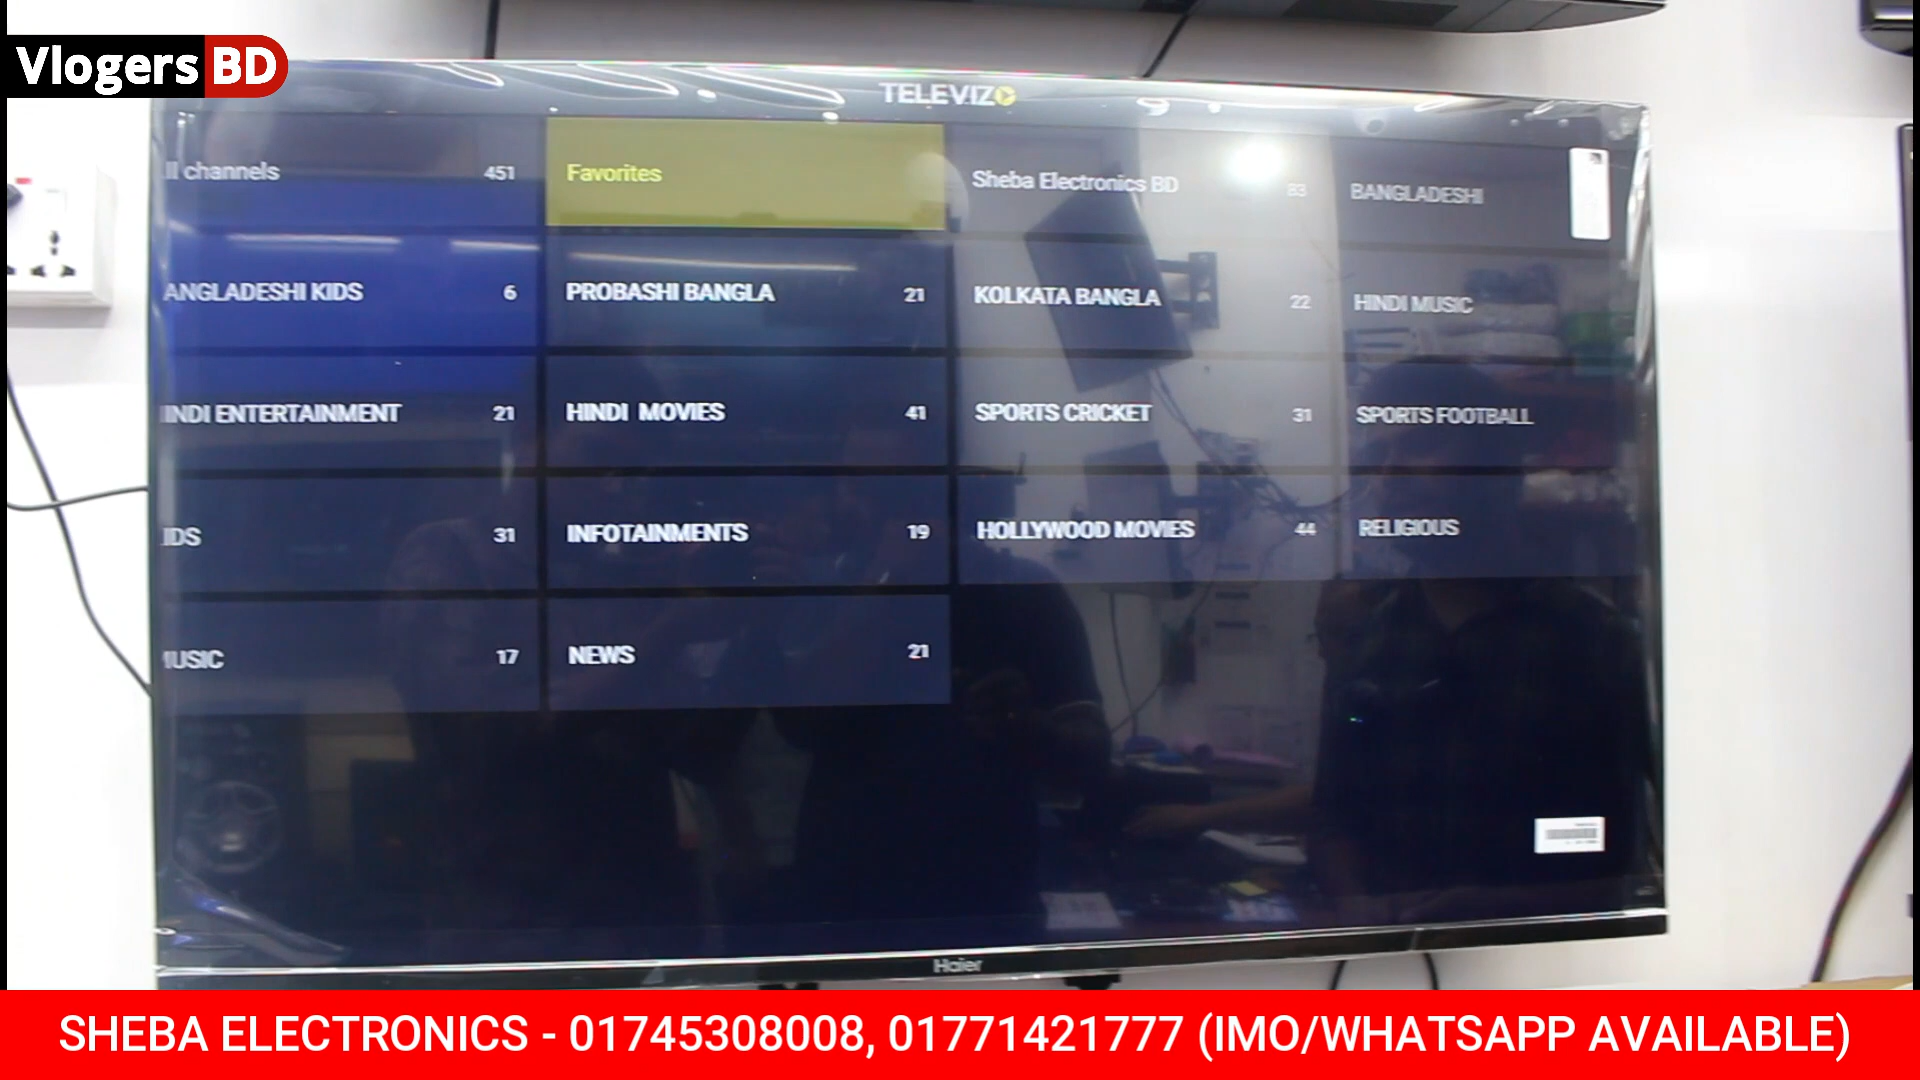 Vlogers BD
TELEVIZO
ll channels 451
Favorites
Sheba Electronics BD 83
BANGLADESHI
ANGLADESHI KIDS 6
PROBASHI BANGLA 21
KOLKATA BANGLA 22
HINDI MUSIC
INDI ENTERTAINMENT 21
HINDI MOVIES 41
SPORTS CRICKET 31
SPORTS FOOTBALL
IDS 31
INFOTAINMENTS 19
HOLLYWOOD MOVIES 44
RELIGIOUS
MUSIC 17
NEWS 21
Haier
SHEBA ELECTRONICS - 01745308008, 01771421777 (IMO/WHATSAPP AVAILABLE)